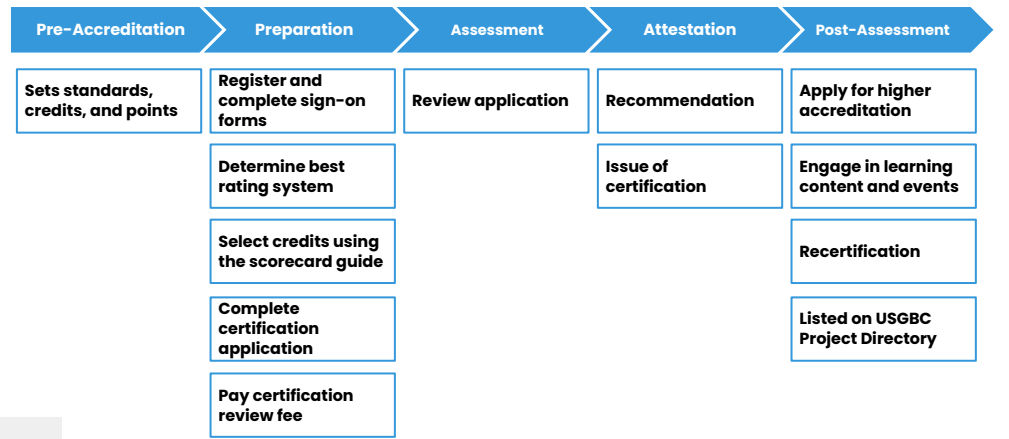 Pre-Accreditation
Preparation
Assessment
Attestation
Post-Assessment
Sets standards,
credits, and points
Register and
complete sign-on
forms
Determine best
rating system
Select credits using
the scorecard guide
Complete
certification
application
Pay certification
review fee
Review application
Recommendation
Issue of
certification
Apply for higher
accreditation
Engage in learning
content and events
Recertification
Listed on USGBC
Project Directory